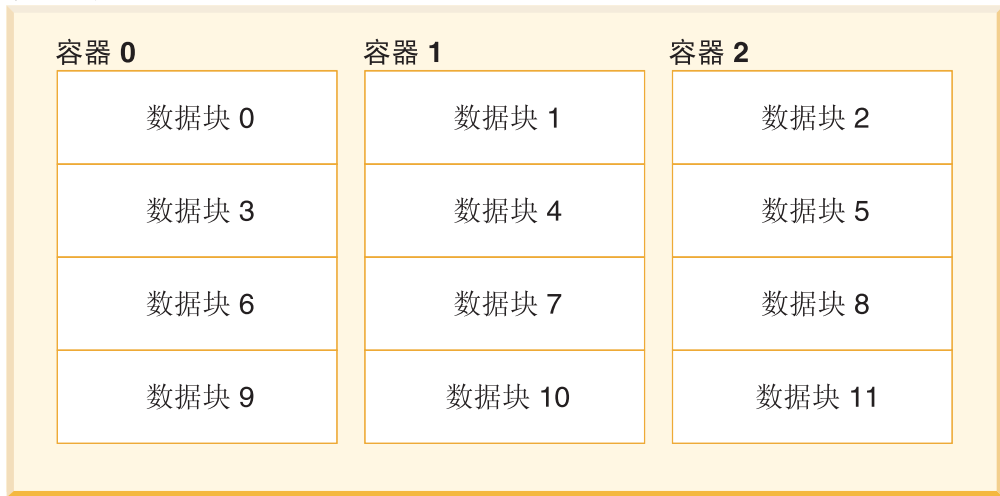 容器 0 容器 1 容器 2
数据块 0 数据块 1 数据块 2
数据块 3 数据块 4 数据块 5
数据块 6 数据块 7 数据块 8
数据块 9 数据块 10 数据块 11